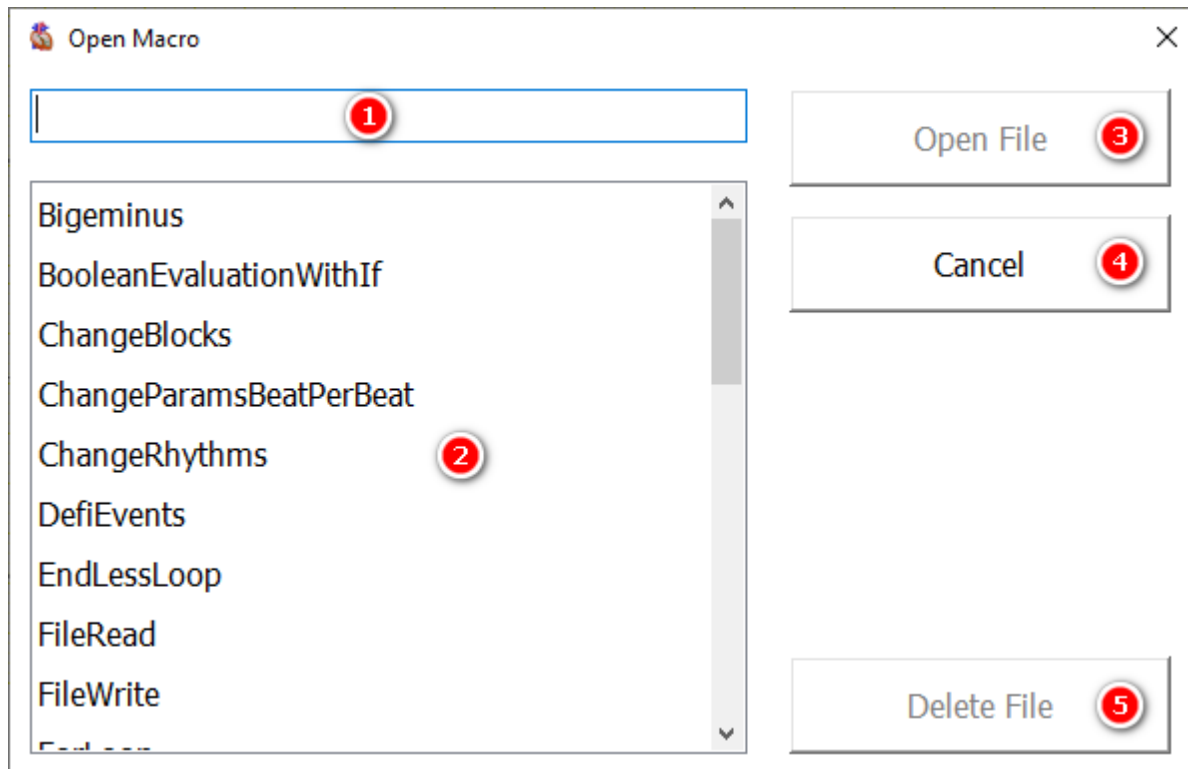 Open Macro
1
Open File 3
Bigeminus
BooleanEvaluationWithIf
Cancel 4
ChangeBlocks
ChangeParamsBeatPerBeat
ChangeRhythms 2
DefiEvents
EndLessLoop
FileRead
FileWrite
Delete File 5